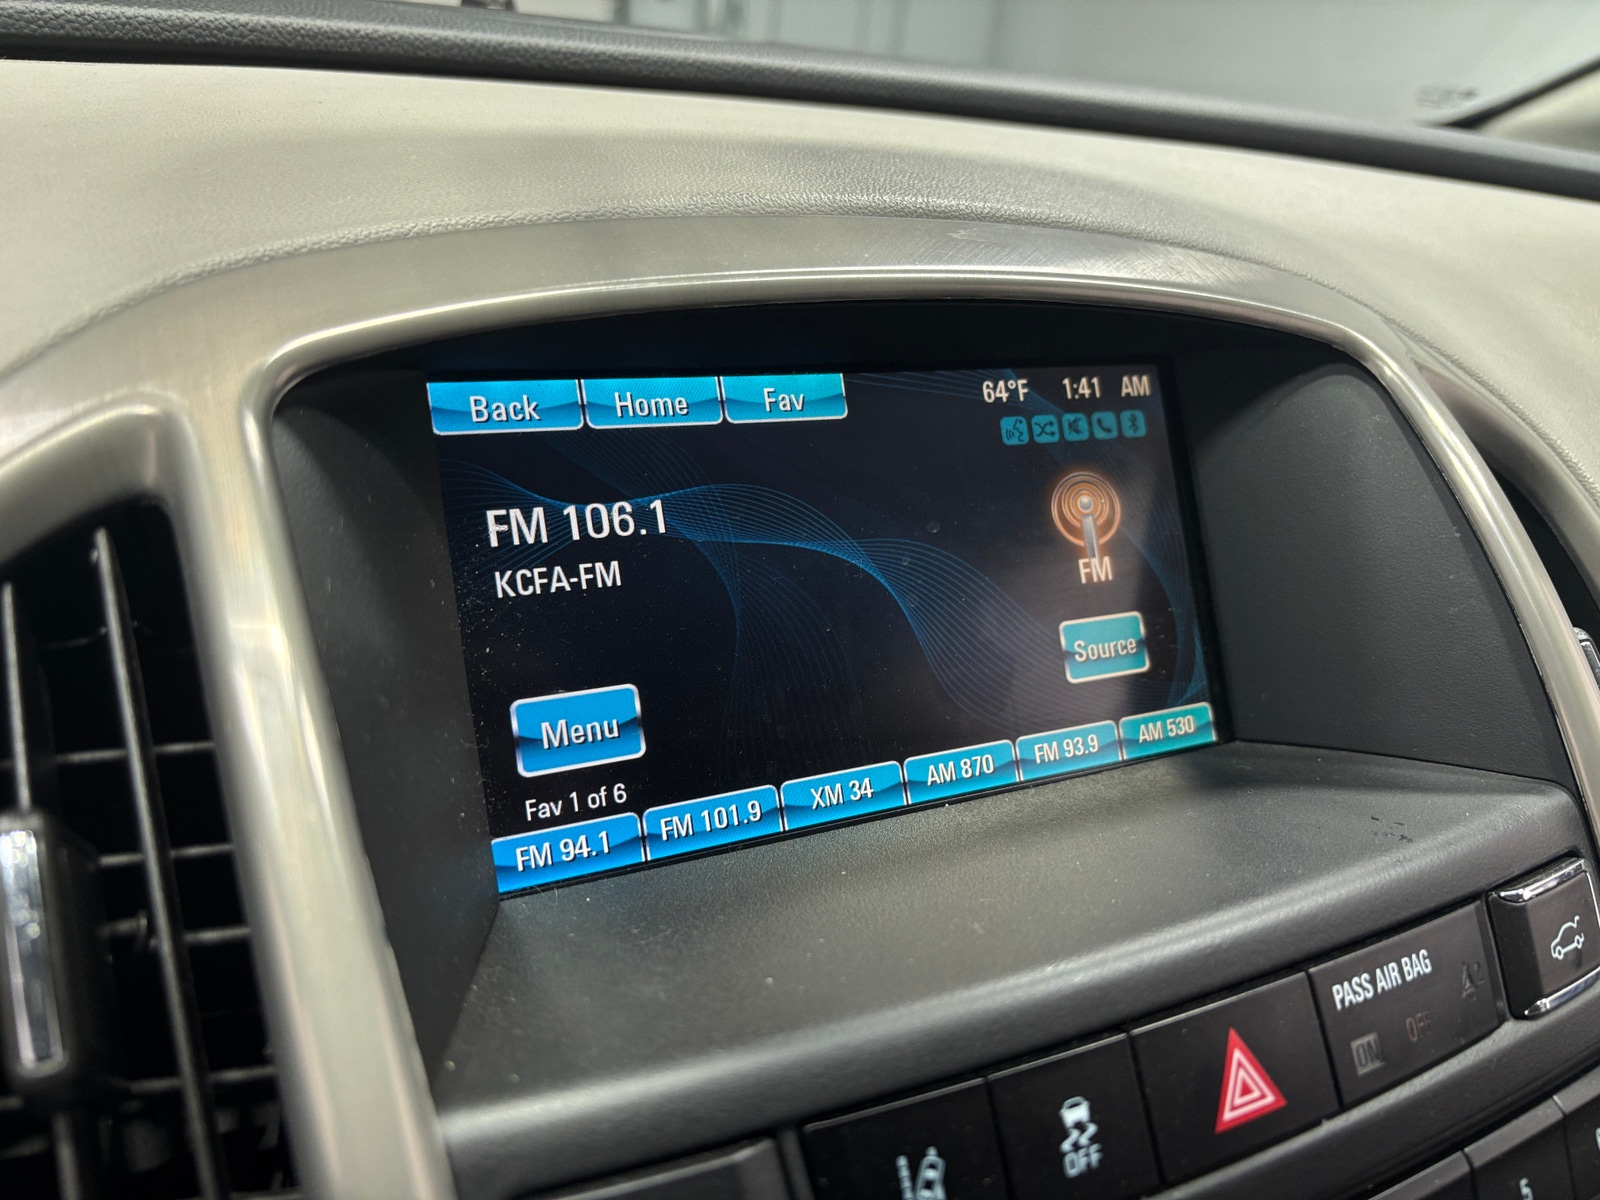 Back Home Fav 64°F 1:41 AM
FM 106.1
KCFA-FM
FM
Source
Menu
Fav 1 of 6
FM 94.1 FM 101.9 XM 34 AM 870 FM 93.9 AM 530
PASS AIR BAG
ON OFF
OFF
5